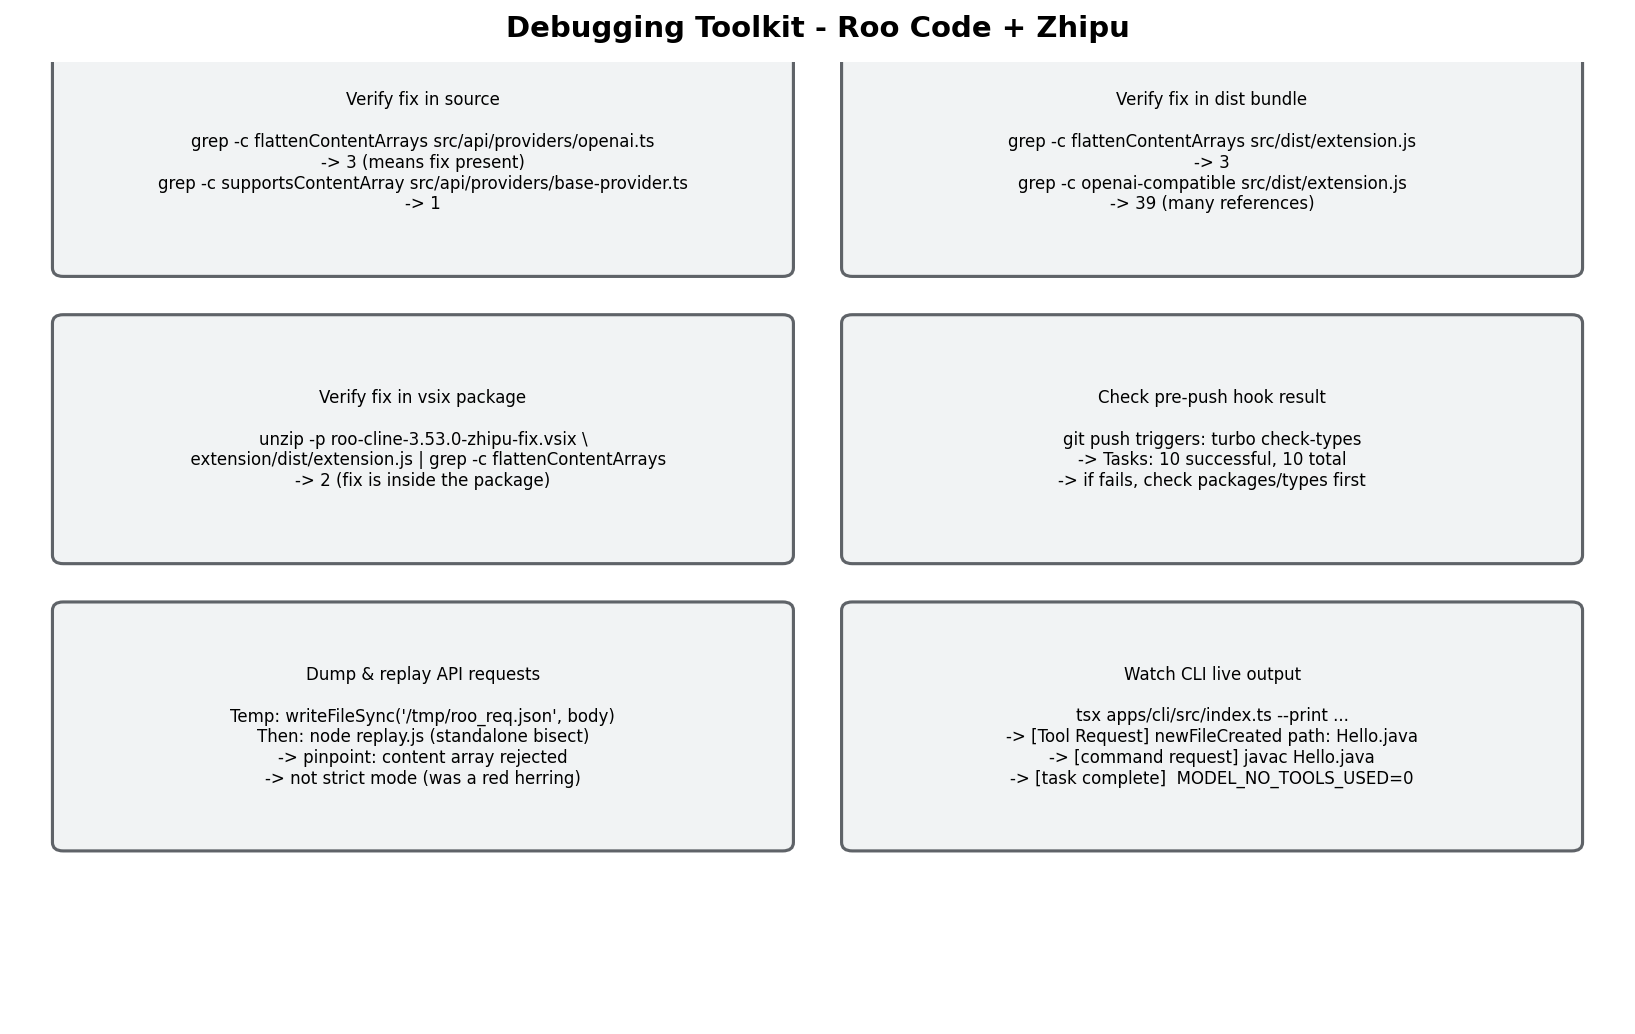 Debugging Toolkit - Roo Code + Zhipu
Verify fix in source
grep -c flattenContentArrays src/api/providers/openai.ts
-> 3 (means fix present)
grep -c supportsContentArray src/api/providers/base-provider.ts
-> 1
Verify fix in dist bundle
grep -c flattenContentArrays src/dist/extension.js
-> 3
grep -c openai-compatible src/dist/extension.js
-> 39 (many references)
Verify fix in vsix package
unzip -p roo-cline-3.53.0-zhipu-fix.vsix \
extension/dist/extension.js | grep -c flattenContentArrays
-> 2 (fix is inside the package)
Check pre-push hook result
git push triggers: turbo check-types
-> Tasks: 10 successful, 10 total
-> if fails, check packages/types first
Dump & replay API requests
Temp: writeFileSync('/tmp/roo_req.json', body)
Then: node replay.js (standalone bisect)
-> pinpoint: content array rejected
-> not strict mode (was a red herring)
Watch CLI live output
tsx apps/cli/src/index.ts --print ...
-> [Tool Request] newFileCreated path: Hello.java
-> [command request] javac Hello.java
-> [task complete]  MODEL_NO_TOOLS_USED=0